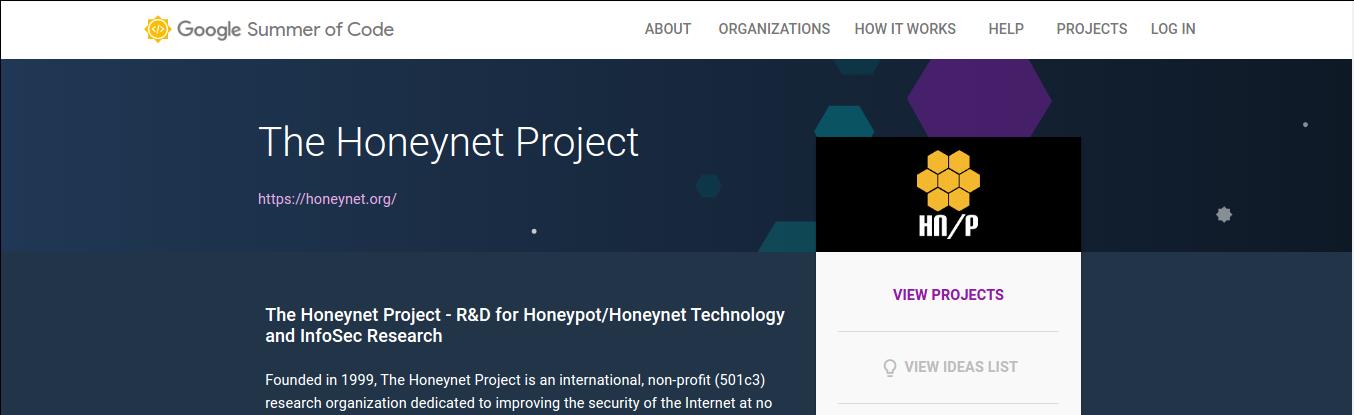 Google Summer of Code
ABOUT ORGANIZATIONS HOW IT WORKS HELP PROJECTS LOG IN
The Honeynet Project
https://honeynet.org/
HN/P
VIEW PROJECTS
The Honeynet Project - R&D for Honeypot/Honeynet Technology
and InfoSec Research
VIEW IDEAS LIST
Founded in 1999, The Honeynet Project is an international, non-profit (501c3)
research organization dedicated to improving the security of the Internet at no